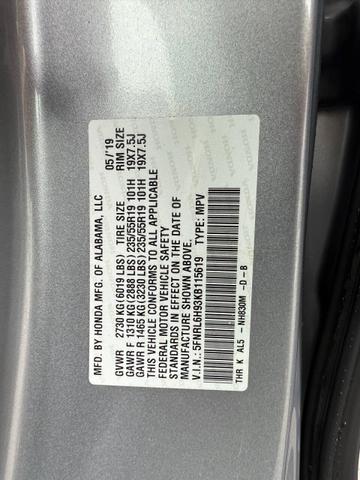 MFD. BY HONDA MFG. OF ALABAMA, LLC 05/'19
GVWR 2730 KG(6019 LBS) TIRE SIZE RIM SIZE
GAWR F 1310 KG(2888 LBS) 235/55R19 101H 19X7.5J
GAWR R 1465 KG(3230 LBS) 235/55R19 101H 19X7.5J
THIS VEHICLE CONFORMS TO ALL APPLICABLE
FEDERAL MOTOR VEHICLE SAFETY
STANDARDS IN EFFECT ON THE DATE OF
MANUFACTURE SHOWN ABOVE.
V.I.N.: 5FNRL6H93KB115619 TYPE: MPV
THR K AL5 - NH830M -D-B